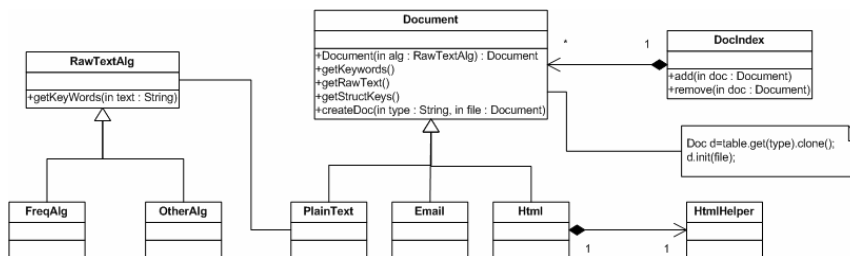 Document
+Document(in alg : RawTextAlg) : Document
+getKeywords()
+getRawText()
+getStructKeys()
+createDoc(in type : String, in file : Document)
*
1
DocIndex
+add(in doc : Document)
+remove(in doc : Document)
RawTextAlg
+getKeyWords(in text : String)
Doc d=table.get(type).clone();
d.init(file);
FreqAlg
OtherAlg
PlainText
Email
Html
1
1
HtmlHelper